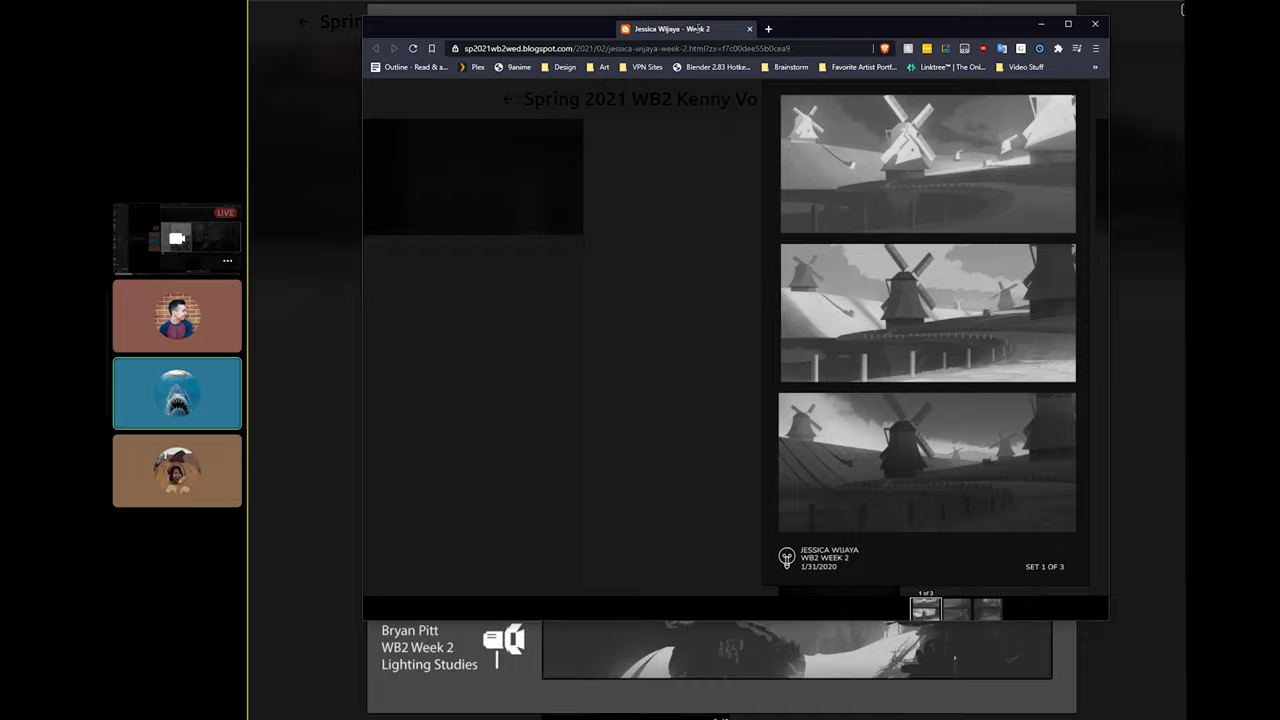 ← Spring
Jessica Wijaya - Week 2
sp2021wb2wed.blogspot.com/2021/02/jessica-wijaya-week-2.html?zx=f7c00dee55b0cea9
Outline - Read & a...
Plex
9anime
Design
Art
VPN Sites
Blender 2.83 Hotke...
Brainstorm
Favorite Artist Portf...
Linktree™ | The Onl...
Video Stuff
»
← Spring 2021 WB2 Kenny Vo
LIVE
JESSICA WIJAYA
WB2 WEEK 2
1/31/2020
SET 1 OF 3
1 of 3
Bryan Pitt
WB2 Week 2
Lighting Studies